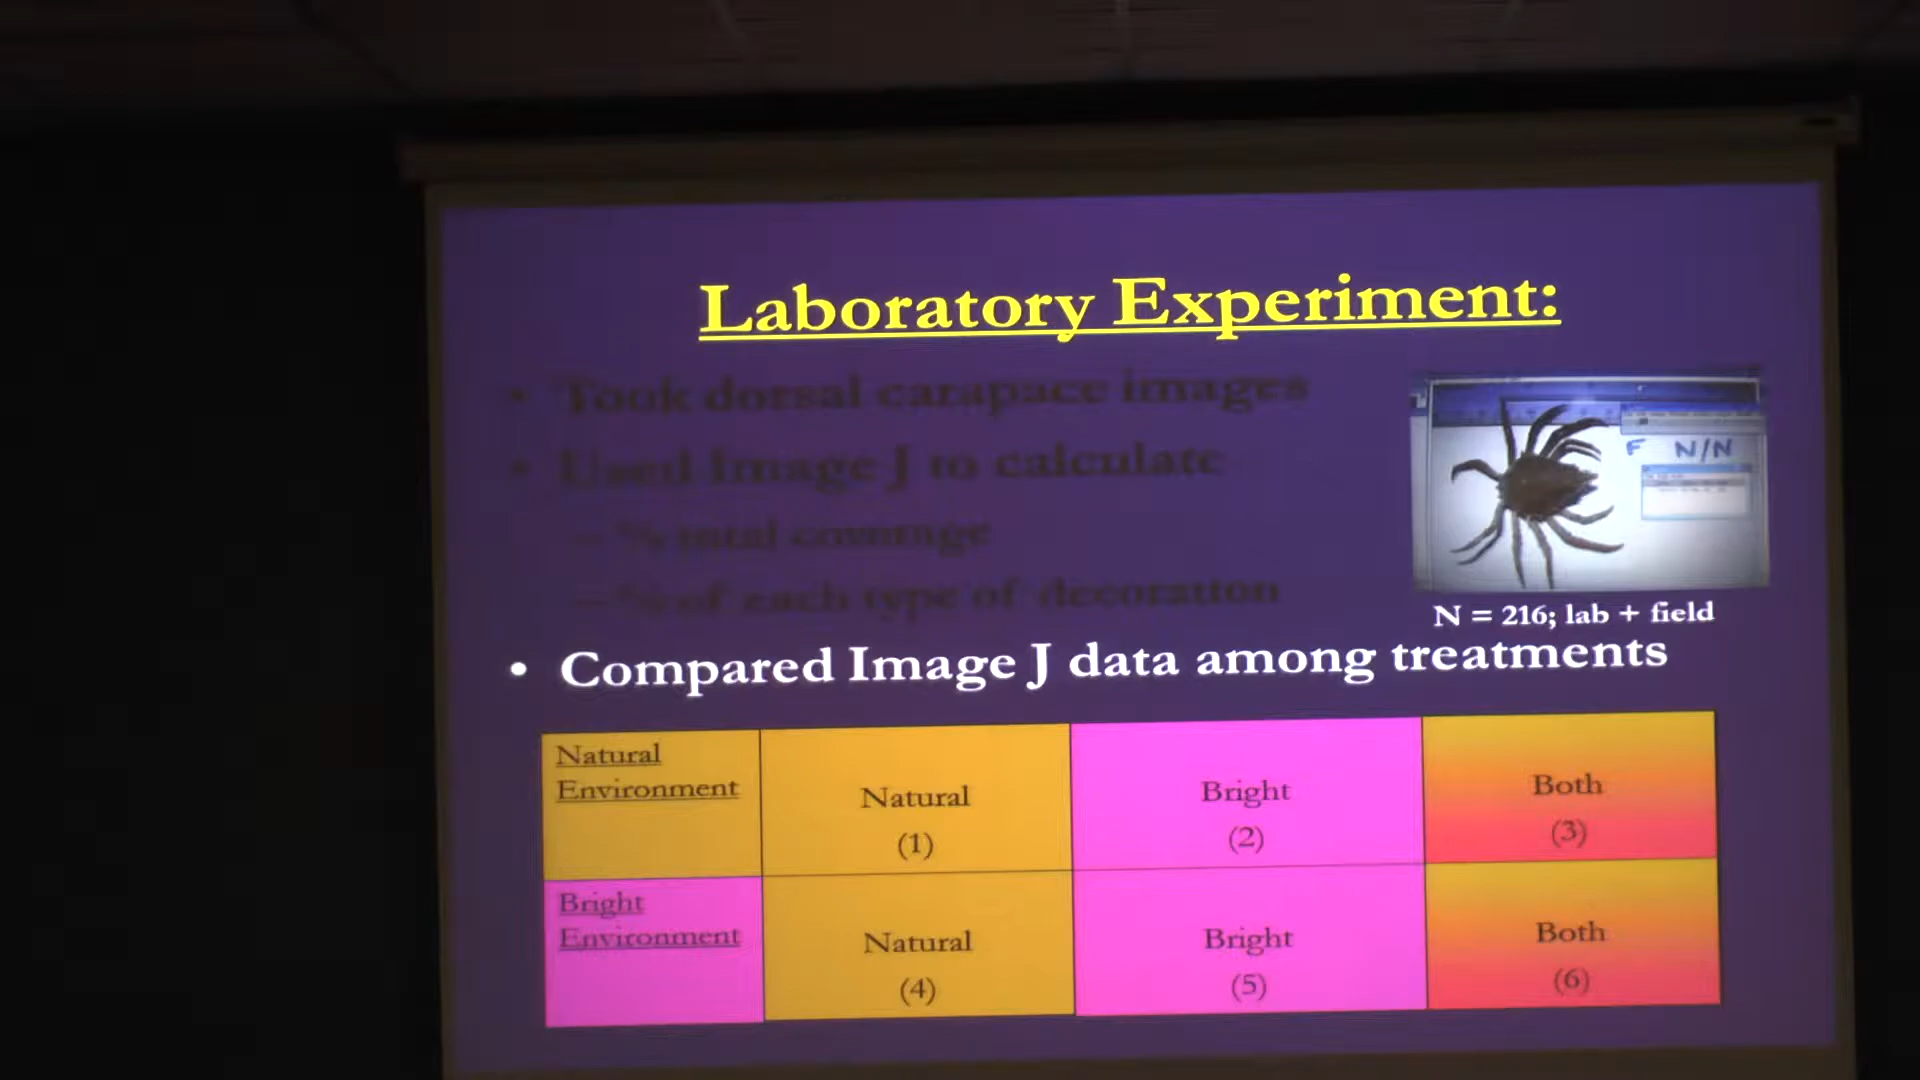 Laboratory Experiment:
• Took dorsal carapace images
• Used Image J to calculate
– % total coverage
– % of each type of decoration
F N/N
N = 216; lab + field
• Compared Image J data among treatments
Natural Environment
Natural (1)
Bright (2)
Both (3)
Bright Environment
Natural (4)
Bright (5)
Both (6)